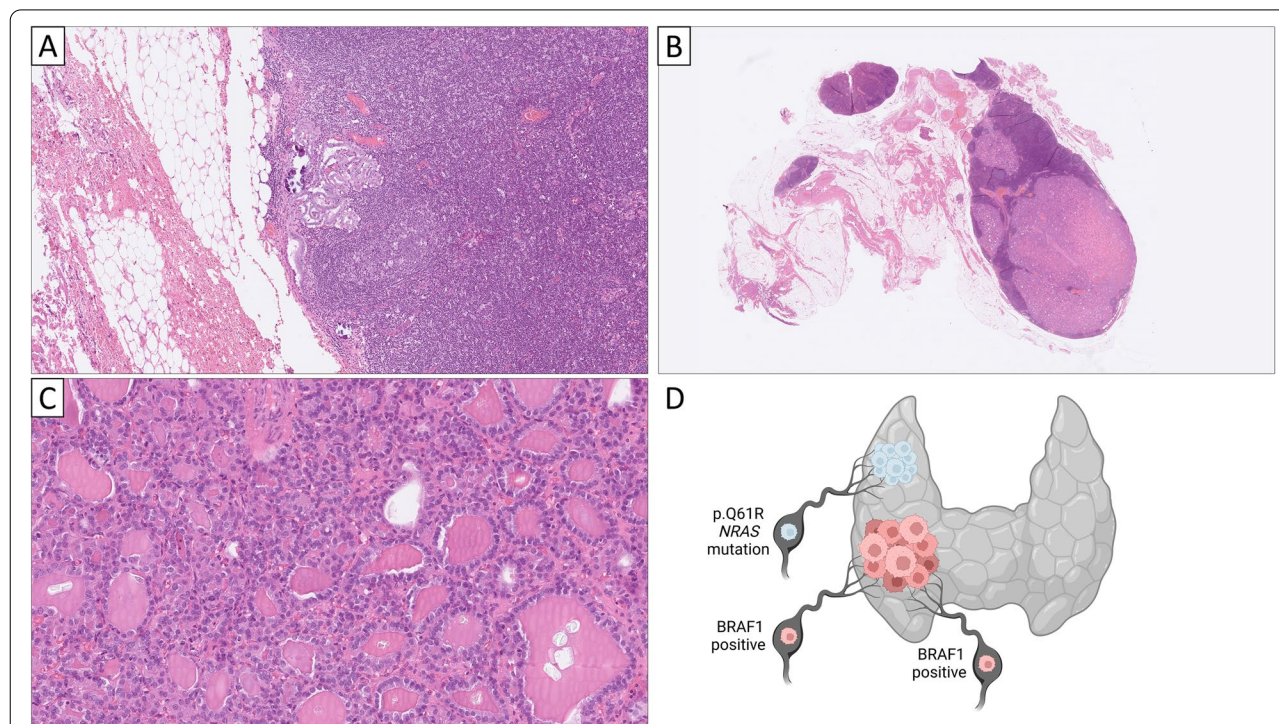 A
B
C
D
p.Q61R
NRAS
mutation
BRAF1
positive
BRAF1
positive